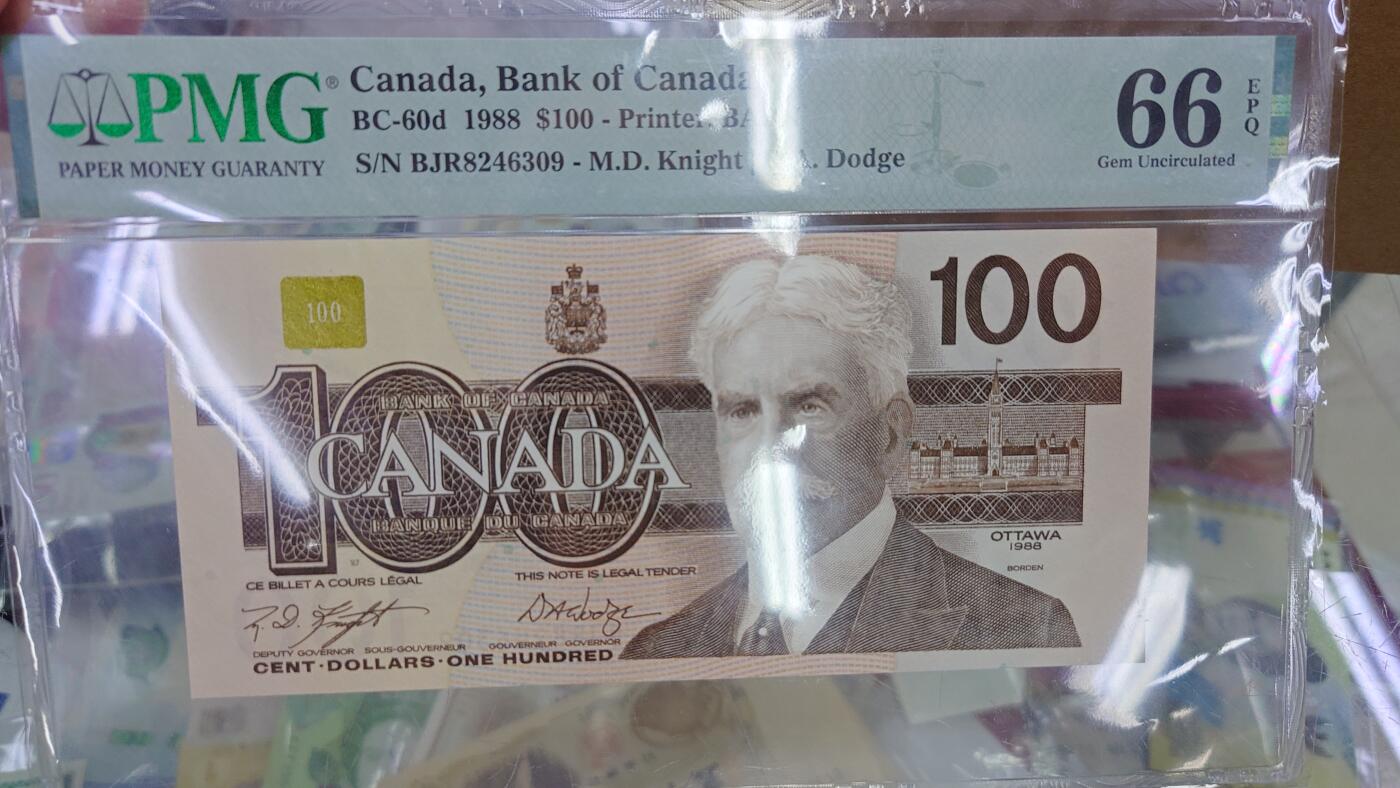 PMG®
PAPER MONEY GUARANTY
Canada, Bank of Canada
BC-60d 1988 $100 - Printer:
S/N BJR8246309 - M.D. Knight A. Dodge
66
EPQ
Gem Uncirculated
100
100
100
BANK OF CANADA
CANADA
BANQUE DU CANADA
OTTAWA
1988
BORDEN
CE BILLET A COURS LÉGAL
THIS NOTE IS LEGAL TENDER
DEPUTY GOVERNOR SOUS-GOUVERNEUR
GOUVERNEUR GOVERNOR
CENT·DOLLARS·ONE HUNDRED